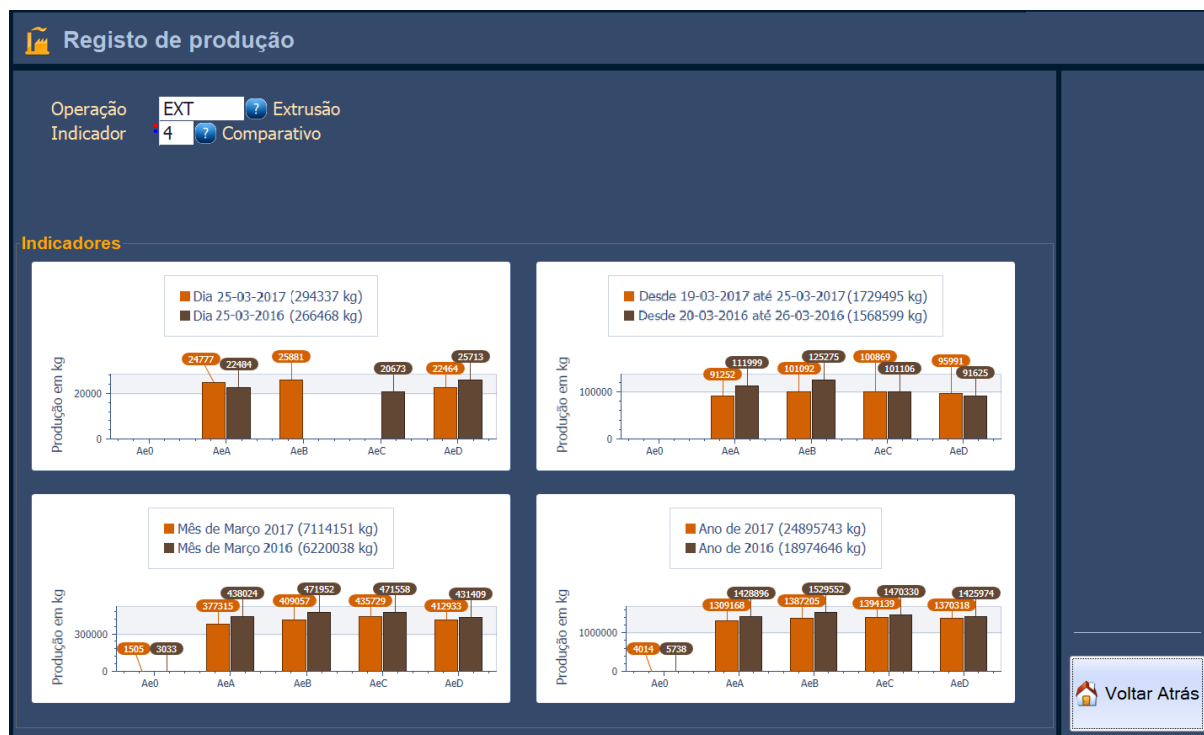 Registo de produção
Operação EXT ? Extrusão
Indicador 4 ? Comparativo
Indicadores
Dia 25-03-2017 (294337 kg)
Dia 25-03-2016 (266468 kg)
Produção em kg
20000
0
24777 22484 25881 20673 22464 25713
Ae0 AeA AeB AeC AeD
Desde 19-03-2017 até 25-03-2017 (1729495 kg)
Desde 20-03-2016 até 26-03-2016 (1568599 kg)
Produção em kg
100000
0
91252 111999 101092 125275 100869 101106 95991 91625
Ae0 AeA AeB AeC AeD
Mês de Março 2017 (7114151 kg)
Mês de Março 2016 (6220038 kg)
Produção em kg
300000
0
1505 3033 377315 438024 409057 471952 435729 471558 412933 431409
Ae0 AeA AeB AeC AeD
Ano de 2017 (24895743 kg)
Ano de 2016 (18974646 kg)
Produção em kg
1000000
0
4014 5738 1309168 1428896 1387205 1529552 1394139 1470330 1370318 1425974
Ae0 AeA AeB AeC AeD
Voltar Atrás